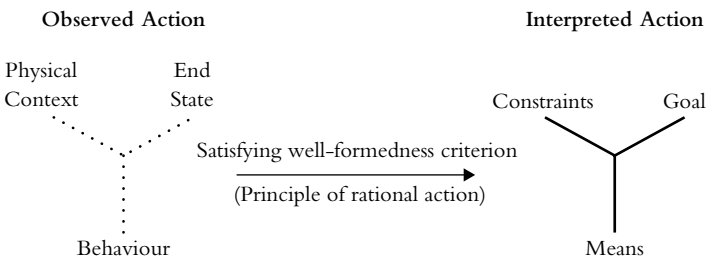 Observed Action
Interpreted Action
Physical
Context
End
State
Constraints
Goal
Satisfying well-formedness criterion
(Principle of rational action)
Behaviour
Means